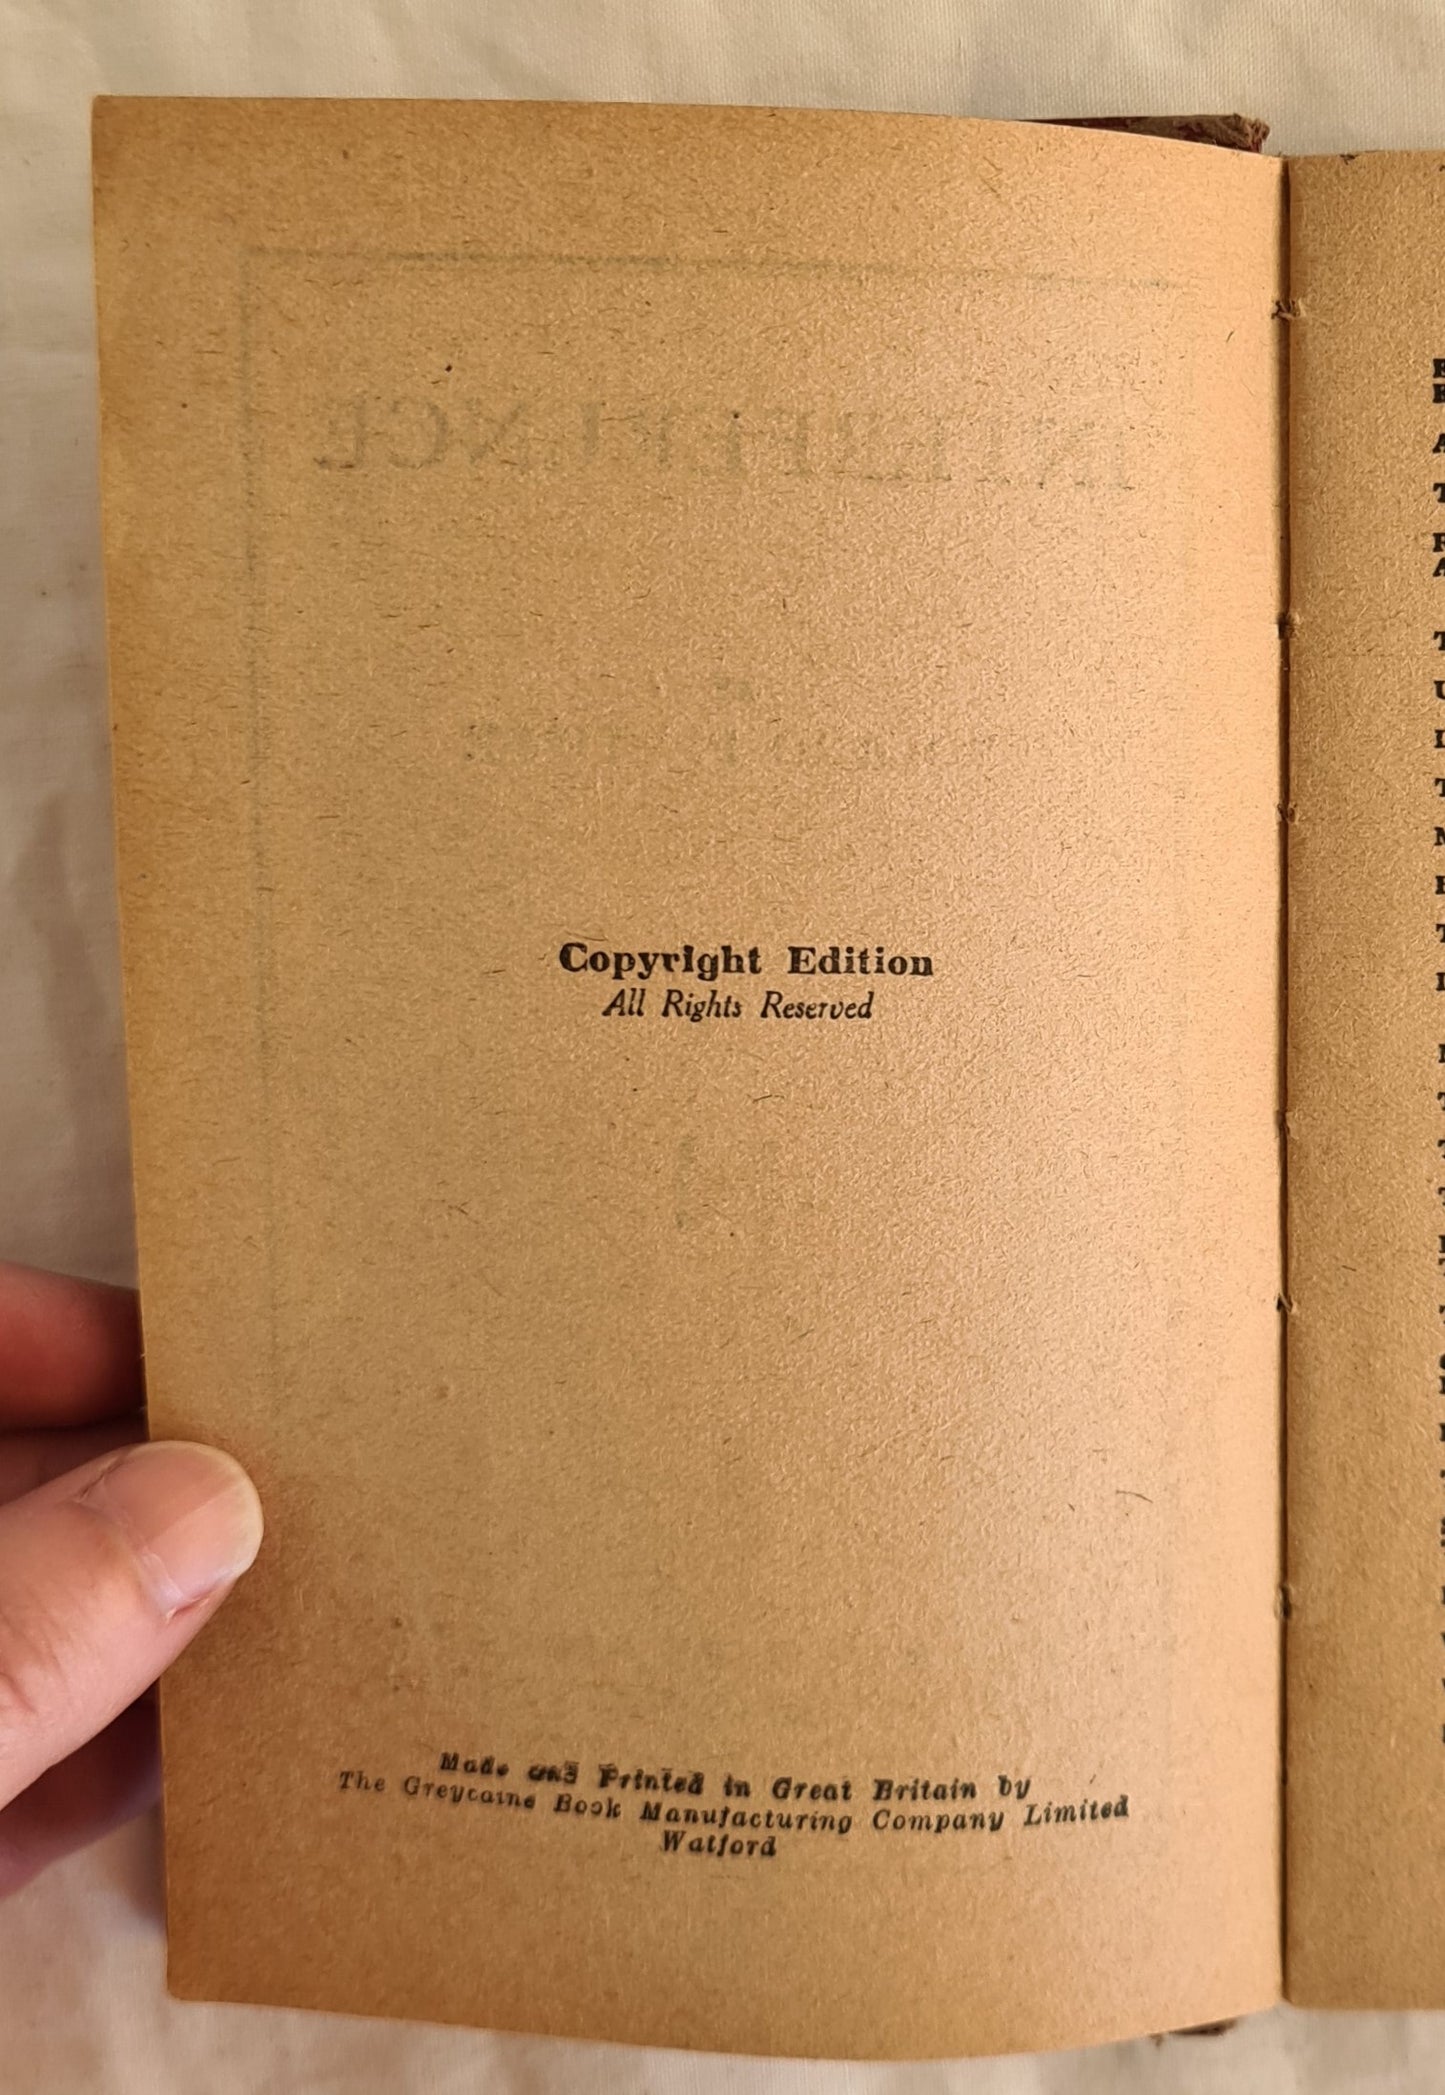 Copyright Edition
All Rights Reserved
Made and Printed in Great Britain by
The Greycaine Book Manufacturing Company Limited
Watford